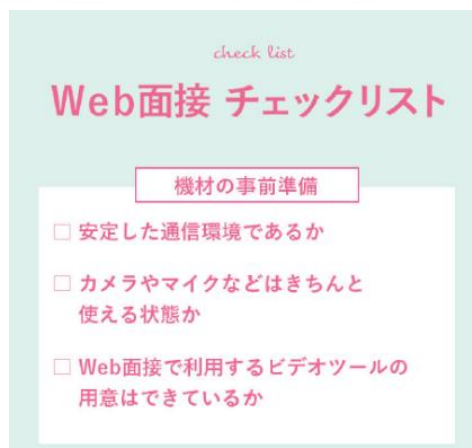 check list
Web面接 チェックリスト
機材の事前準備
□ 安定した通信環境であるか
□ カメラやマイクなどはきちんと
使える状態か
□ Web面接で利用するビデオツールの
用意はできているか